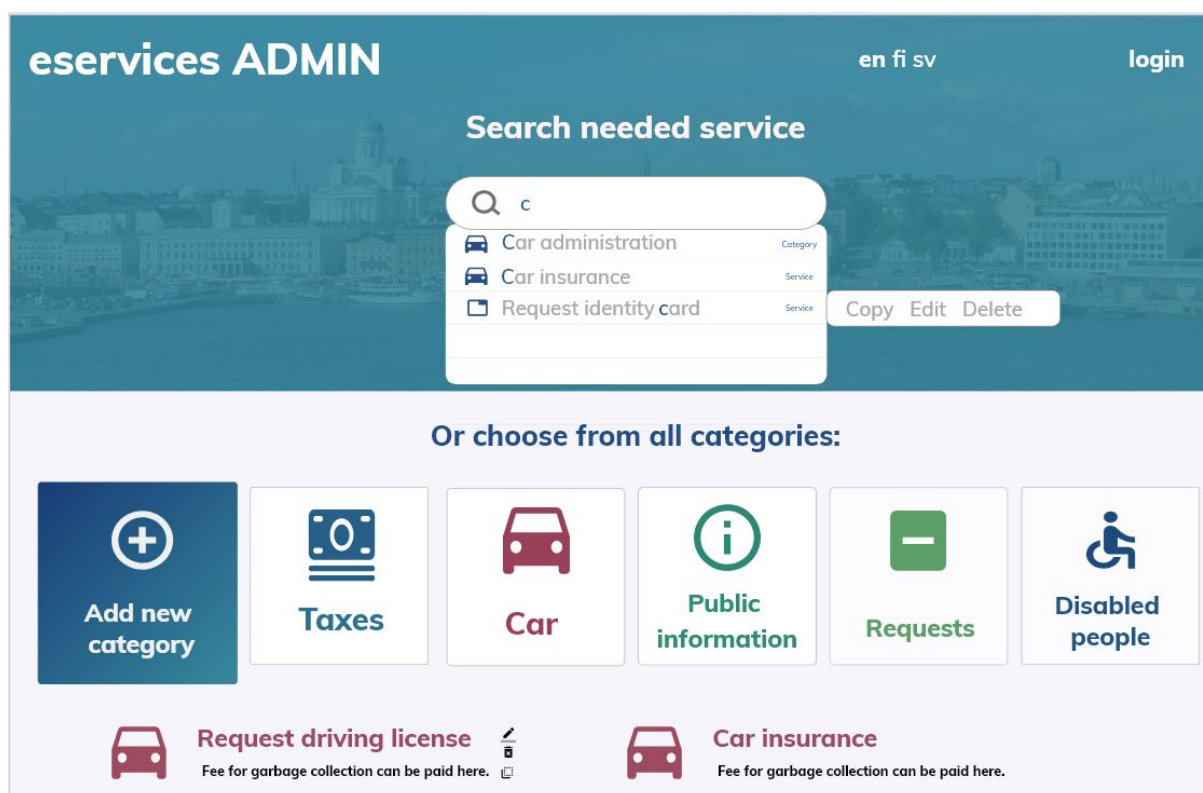 eservices ADMIN
en fi sv
login
Search needed service
c
Car administration Category
Car insurance Service
Request identity card Service
Copy Edit Delete
Or choose from all categories:
Add new
category
Taxes
Car
Public
information
Requests
Disabled
people
Request driving license
Fee for garbage collection can be paid here.
Car insurance
Fee for garbage collection can be paid here.